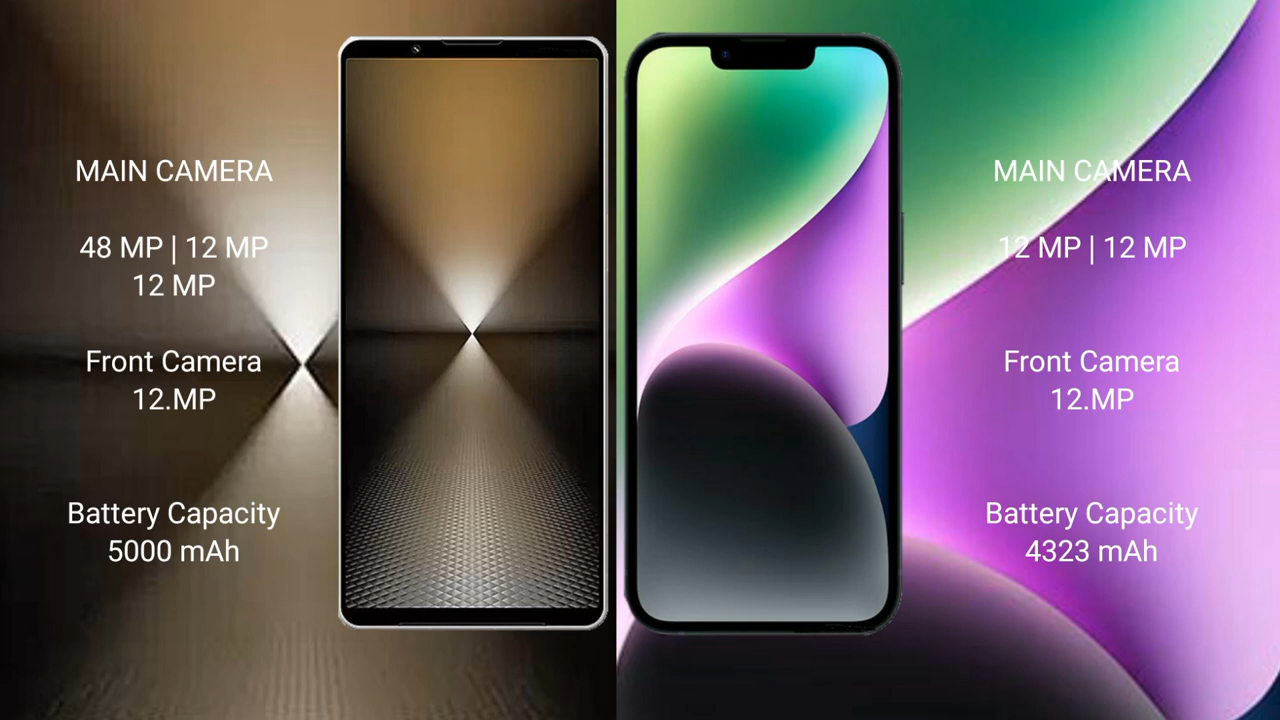 MAIN CAMERA
48 MP | 12 MP
12 MP
Front Camera
12.MP
Battery Capacity
5000 mAh
MAIN CAMERA
12 MP | 12 MP
Front Camera
12.MP
Battery Capacity
4323 mAh